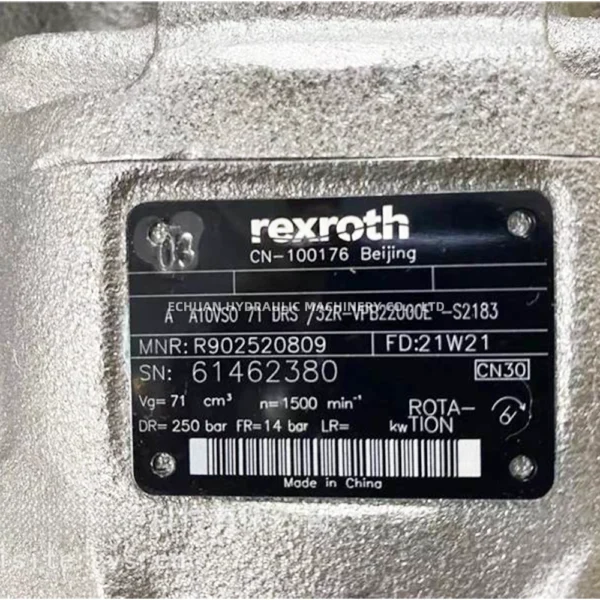 rexroth
03
CN-100176 Beijing
ECHUAN HYDRAULIC MACHINERY CO., LTD
A A10VSO 71 DRS /32R-VPB22U00E -S2183
MNR: R902520809 FD:21W21
SN: 61462380 CN30
Vg= 71 cm³ n= 1500 min⁻¹ ROTA-
DR= 250 bar FR= 14 bar LR= kw TION
Made in China